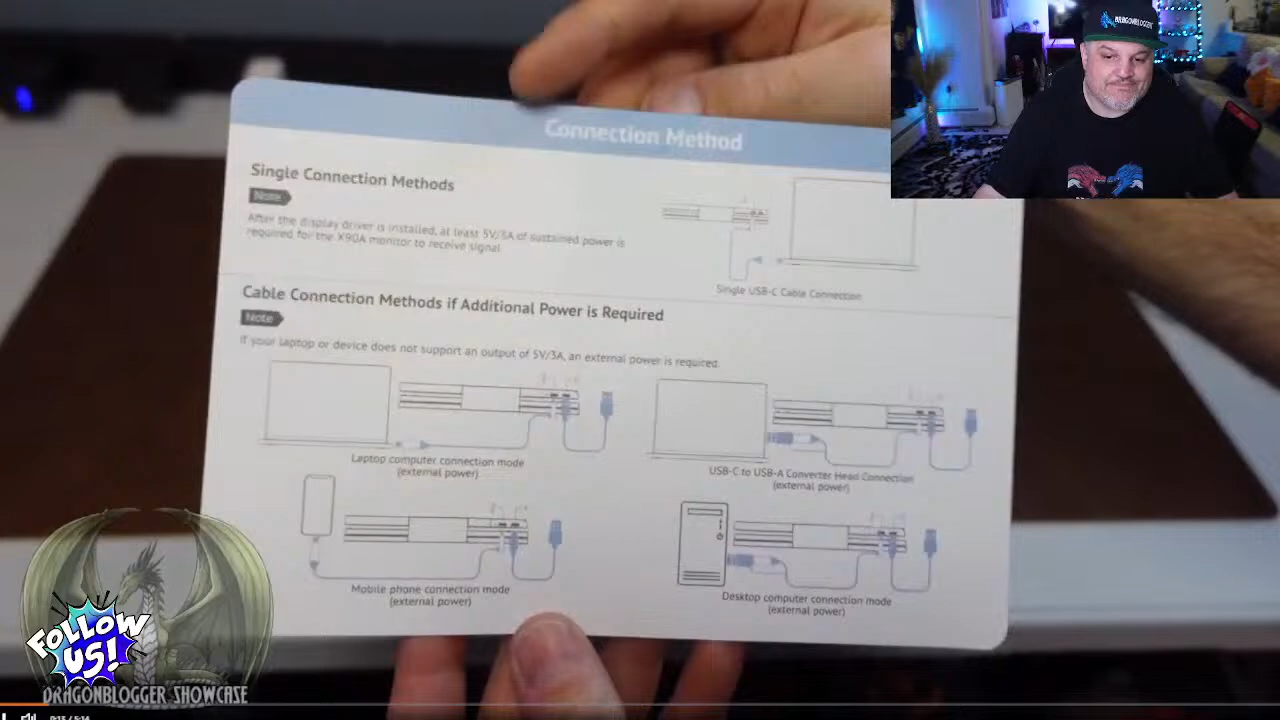 DRAGONBLOGGER
Connection Method
Single Connection Methods
Note
After the display driver is installed, at least 5V/3A of sustained power is
required for the X90A monitor to receive signal
Single USB-C Cable Connection
Cable Connection Methods if Additional Power is Required
Note
If your laptop or device does not support an output of 5V/3A, an external power is required.
Laptop computer connection mode
(external power)
USB-C to USB-A Converter Head Connection
(external power)
Mobile phone connection mode
(external power)
Desktop computer connection mode
(external power)
FOLLOW
US!
DRAGONBLOGGER SHOWCASE